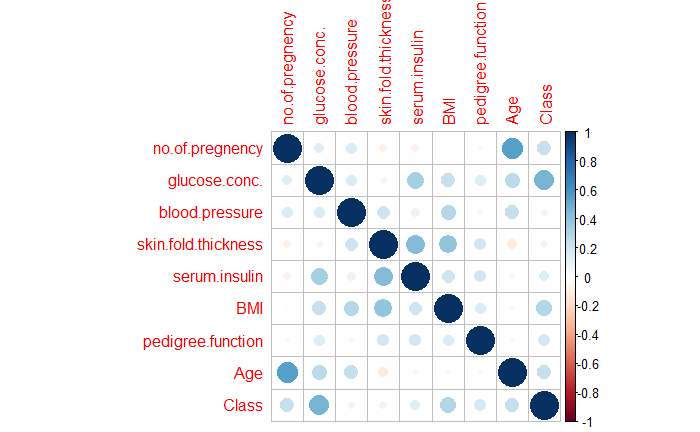 no.of.pregnency
glucose.conc.
blood.pressure
skin.fold.thickness
serum.insulin
BMI
pedigree.function
Age
Class
no.of.pregnency
glucose.conc.
blood.pressure
skin.fold.thickness
serum.insulin
BMI
pedigree.function
Age
Class
1
0.8
0.6
0.4
0.2
0
-0.2
-0.4
-0.6
-0.8
-1